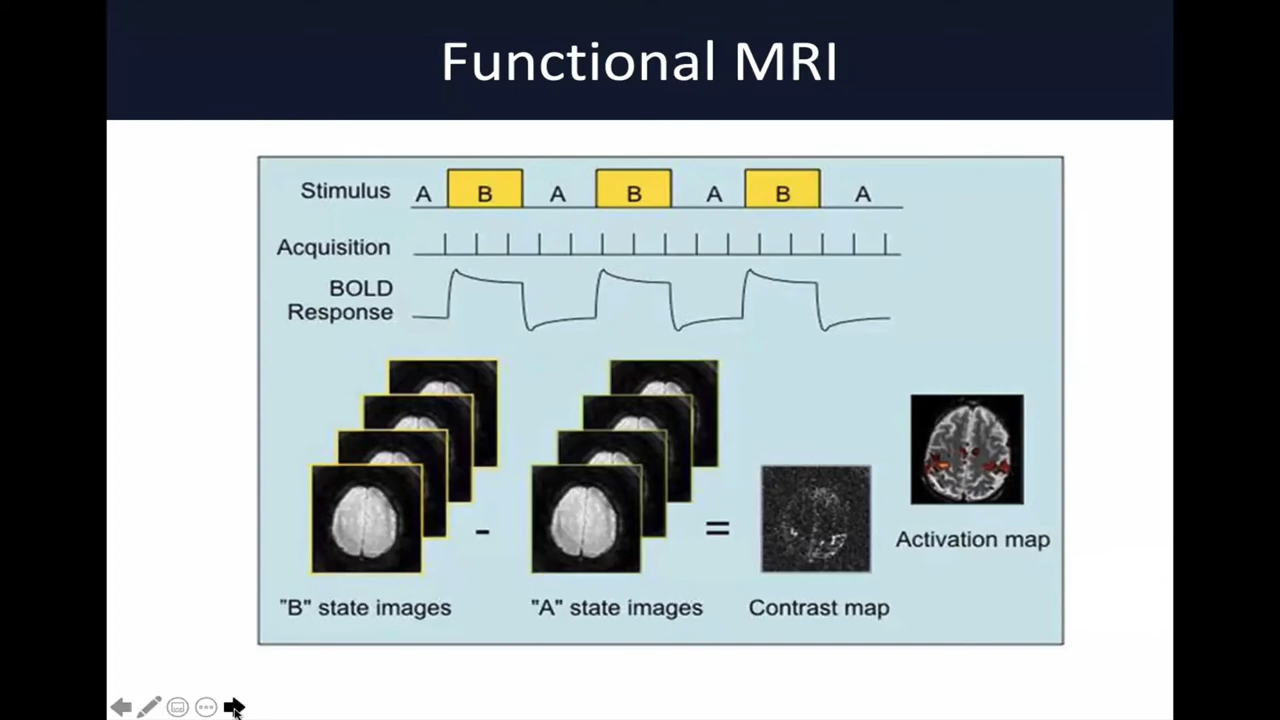 Functional MRI
Stimulus A B A B A B A
Acquisition
BOLD
Response
- =
Activation map
"B" state images "A" state images Contrast map